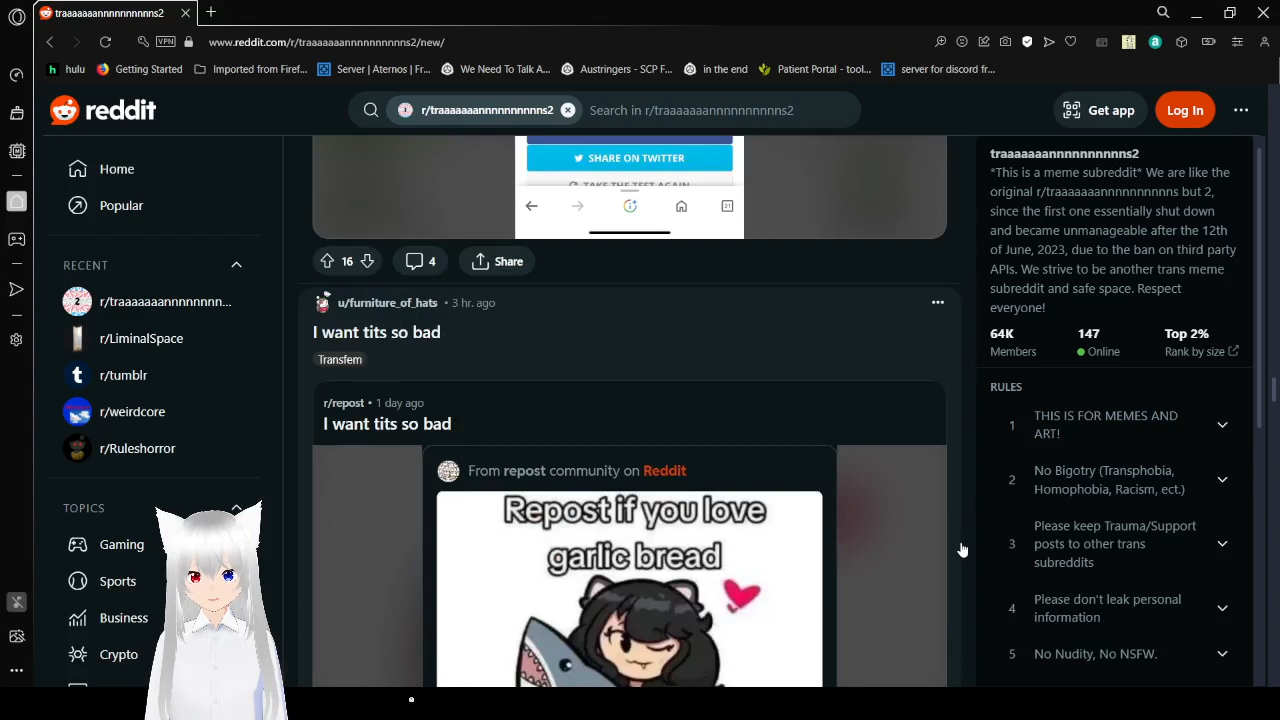 traaaaaaannnnnnnnnns2
VPN
www.reddit.com/r/traaaaaaannnnnnnnnns2/new/
hulu
Getting Started
Imported from Firef...
Server | Aternos | Fr...
We Need To Talk A...
Austringers - SCP F...
in the end
Patient Portal - tool...
server for discord fr...
reddit
r/traaaaaaannnnnnnnnns2
Search in r/traaaaaaannnnnnnnnns2
Get app
Log In
Home
Popular
RECENT
r/traaaaaaannnnnnn...
r/LiminalSpace
r/tumblr
r/weirdcore
r/Ruleshorror
TOPICS
Gaming
Sports
Business
Crypto
SHARE ON TWITTER
TAKE THE TEST AGAIN
21
16
4
Share
u/furniture_of_hats • 3 hr. ago
I want tits so bad
Transfem
r/repost • 1 day ago
I want tits so bad
From repost community on Reddit
Repost if you love
garlic bread
traaaaaaannnnnnnnnns2
*This is a meme subreddit* We are like the
original r/traaaaaaannnnnnnnnns but 2,
since the first one essentially shut down
and became unmanageable after the 12th
of June, 2023, due to the ban on third party
APIs. We strive to be another trans meme
subreddit and safe space. Respect
everyone!
64K
Members
147
Online
Top 2%
Rank by size
RULES
1
THIS IS FOR MEMES AND
ART!
2
No Bigotry (Transphobia,
Homophobia, Racism, ect.)
3
Please keep Trauma/Support
posts to other trans
subreddits
4
Please don't leak personal
information
5
No Nudity, No NSFW.